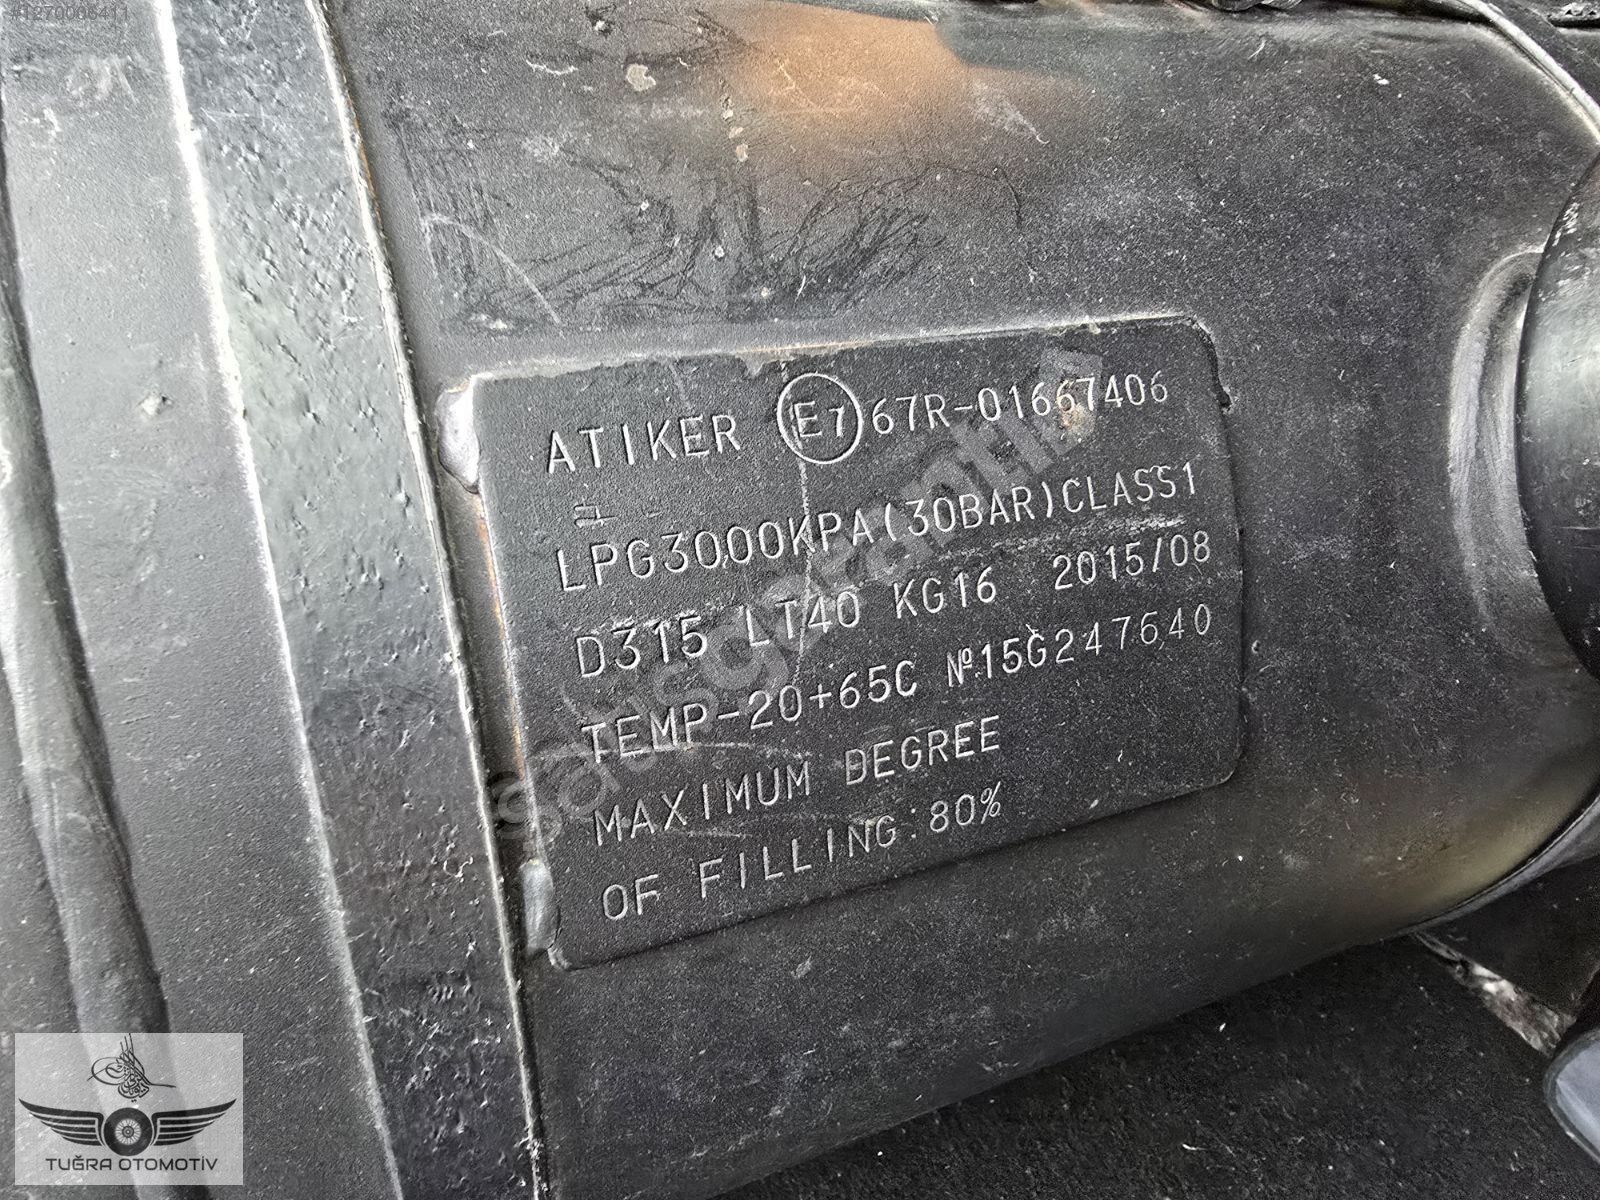 #1270006411
ATIKER E7 67R-01667406
LPG3000KPA(30BAR)CLASS1
D315 LT40 KG16 2015/08
TEMP-20+65C №15G247640
MAXIMUM DEGREE
OF FILLING:80%
TUĞRA OTOMOTİV